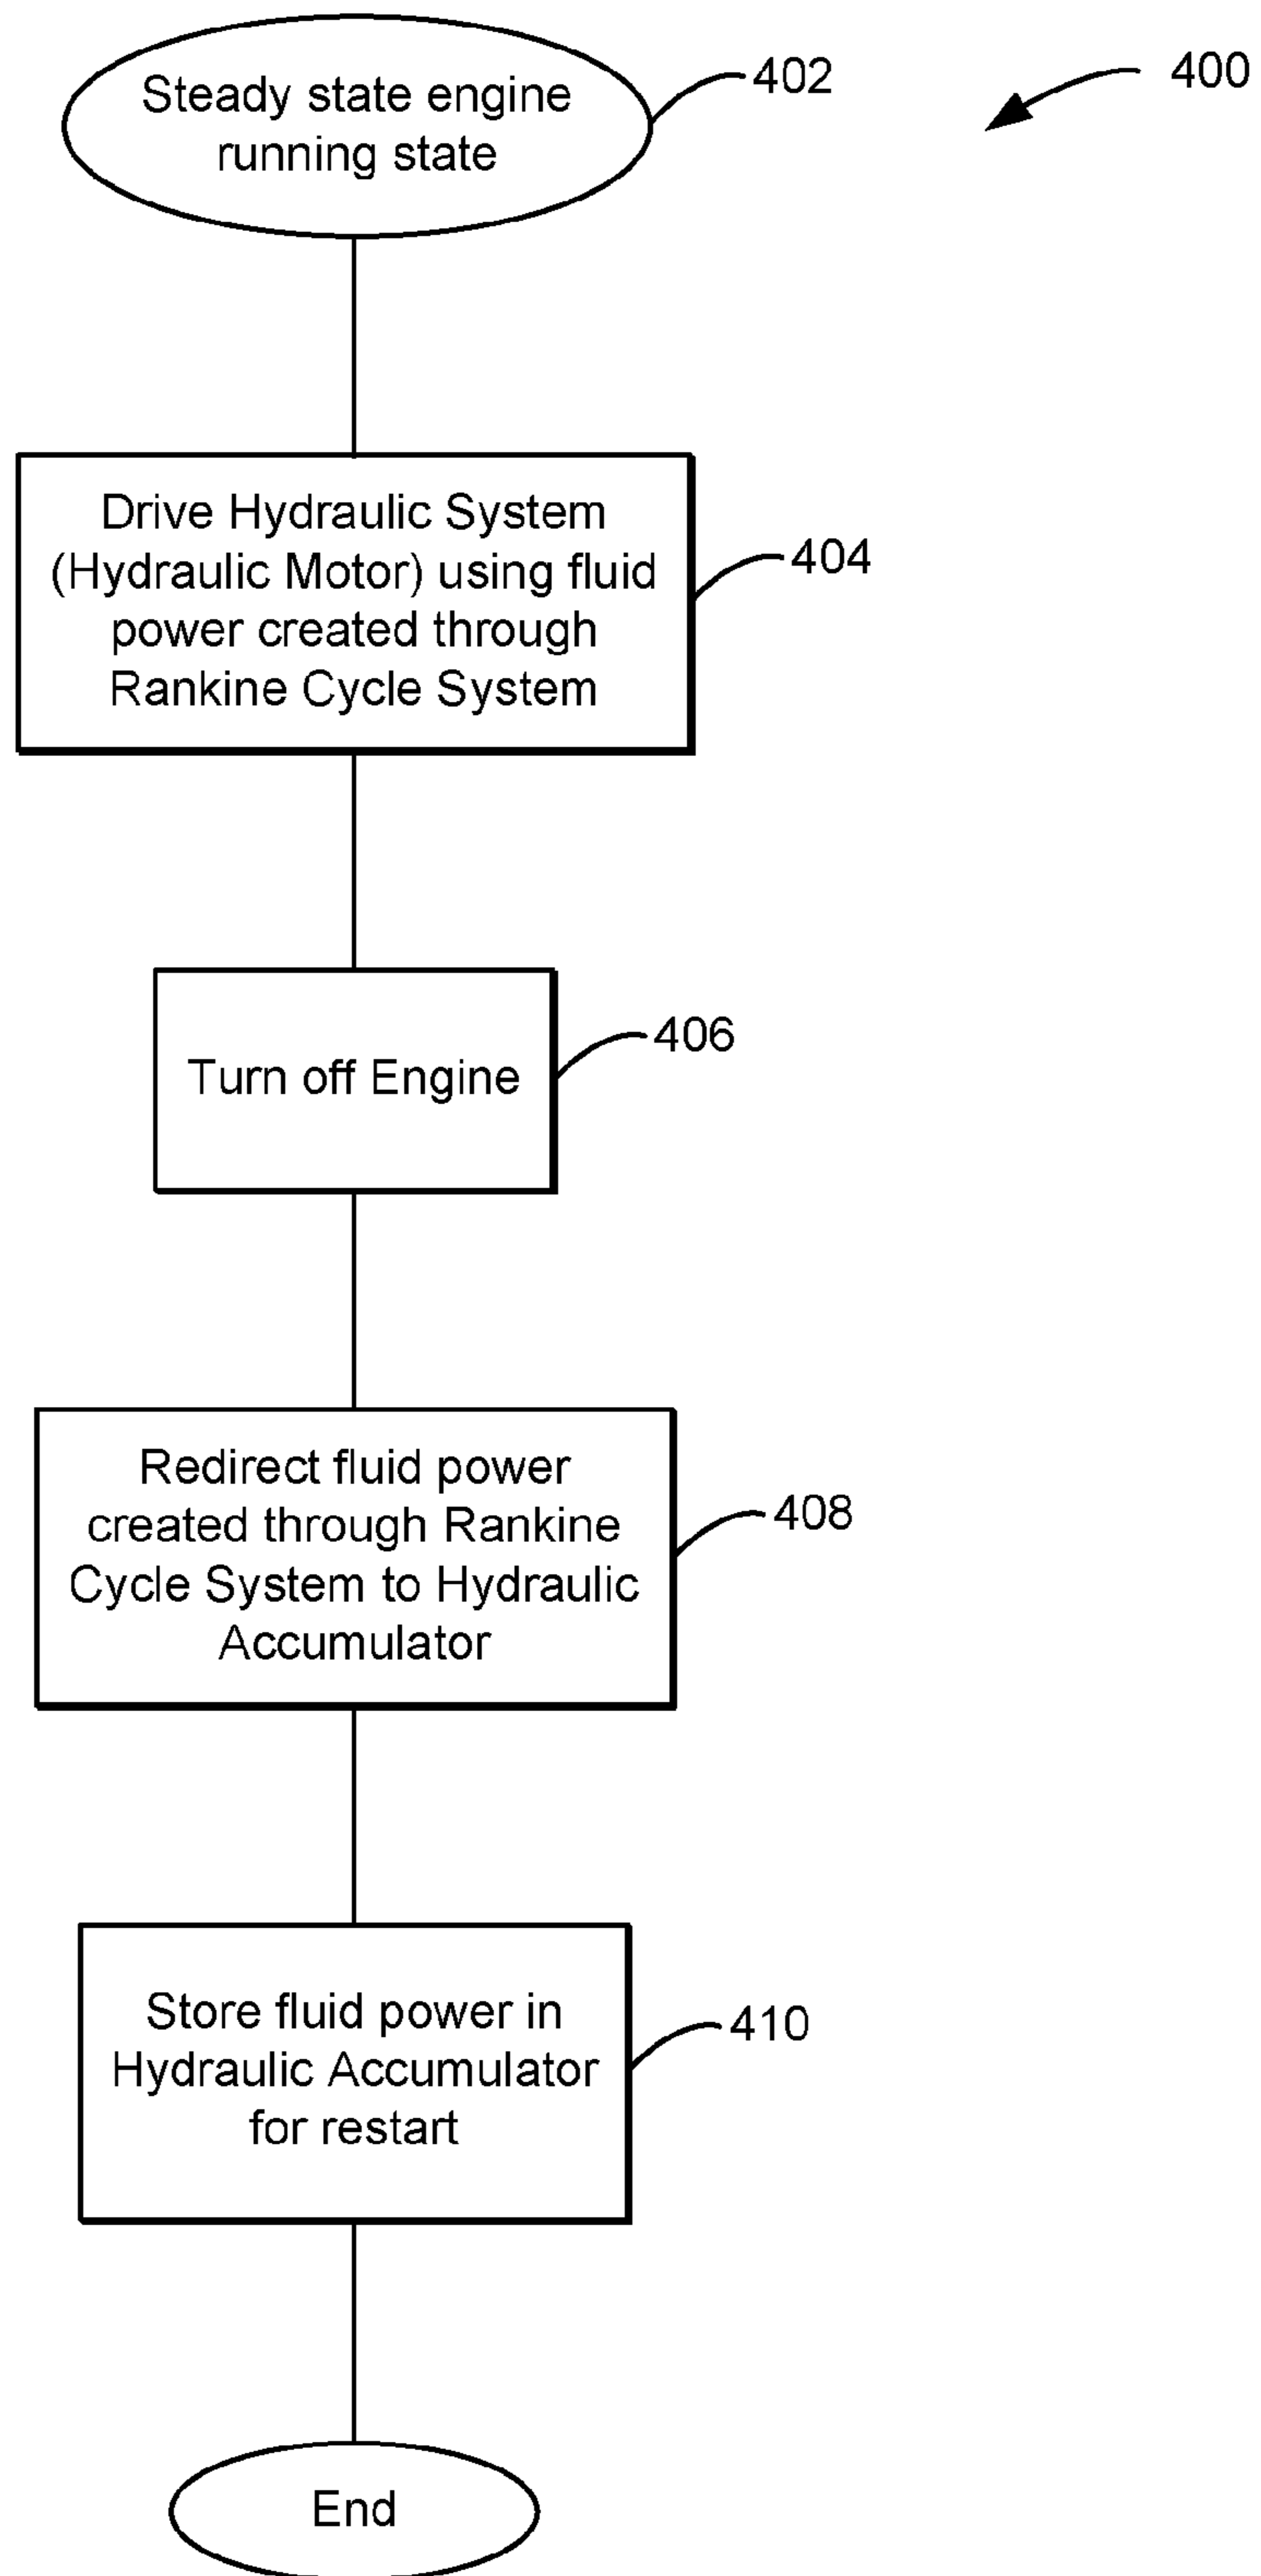 Steady state engine
running state
402
400
Drive Hydraulic System
(Hydraulic Motor) using fluid
power created through
Rankine Cycle System
404
Turn off Engine
406
Redirect fluid power
created through Rankine
Cycle System to Hydraulic
Accumulator
408
Store fluid power in
Hydraulic Accumulator
for restart
410
End